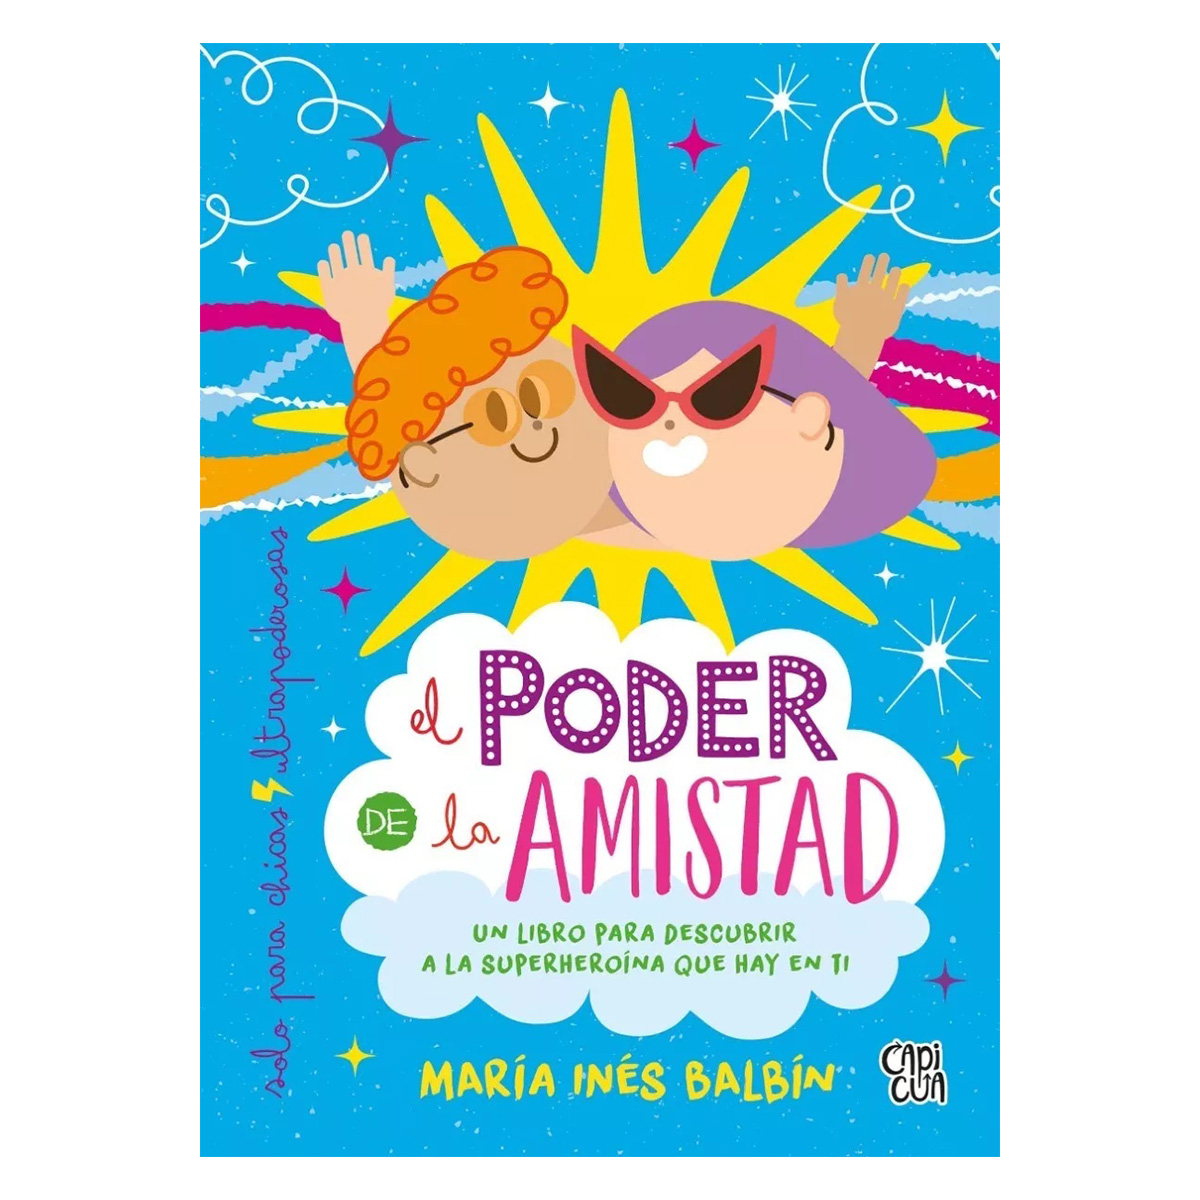 solo para chicas ultrapoderosas
el PODER
DE la AMISTAD
UN LIBRO PARA DESCUBRIR
A LA SUPERHEROÍNA QUE HAY EN TI
MARÍA INÉS BALBÍN
CAPI
CUA